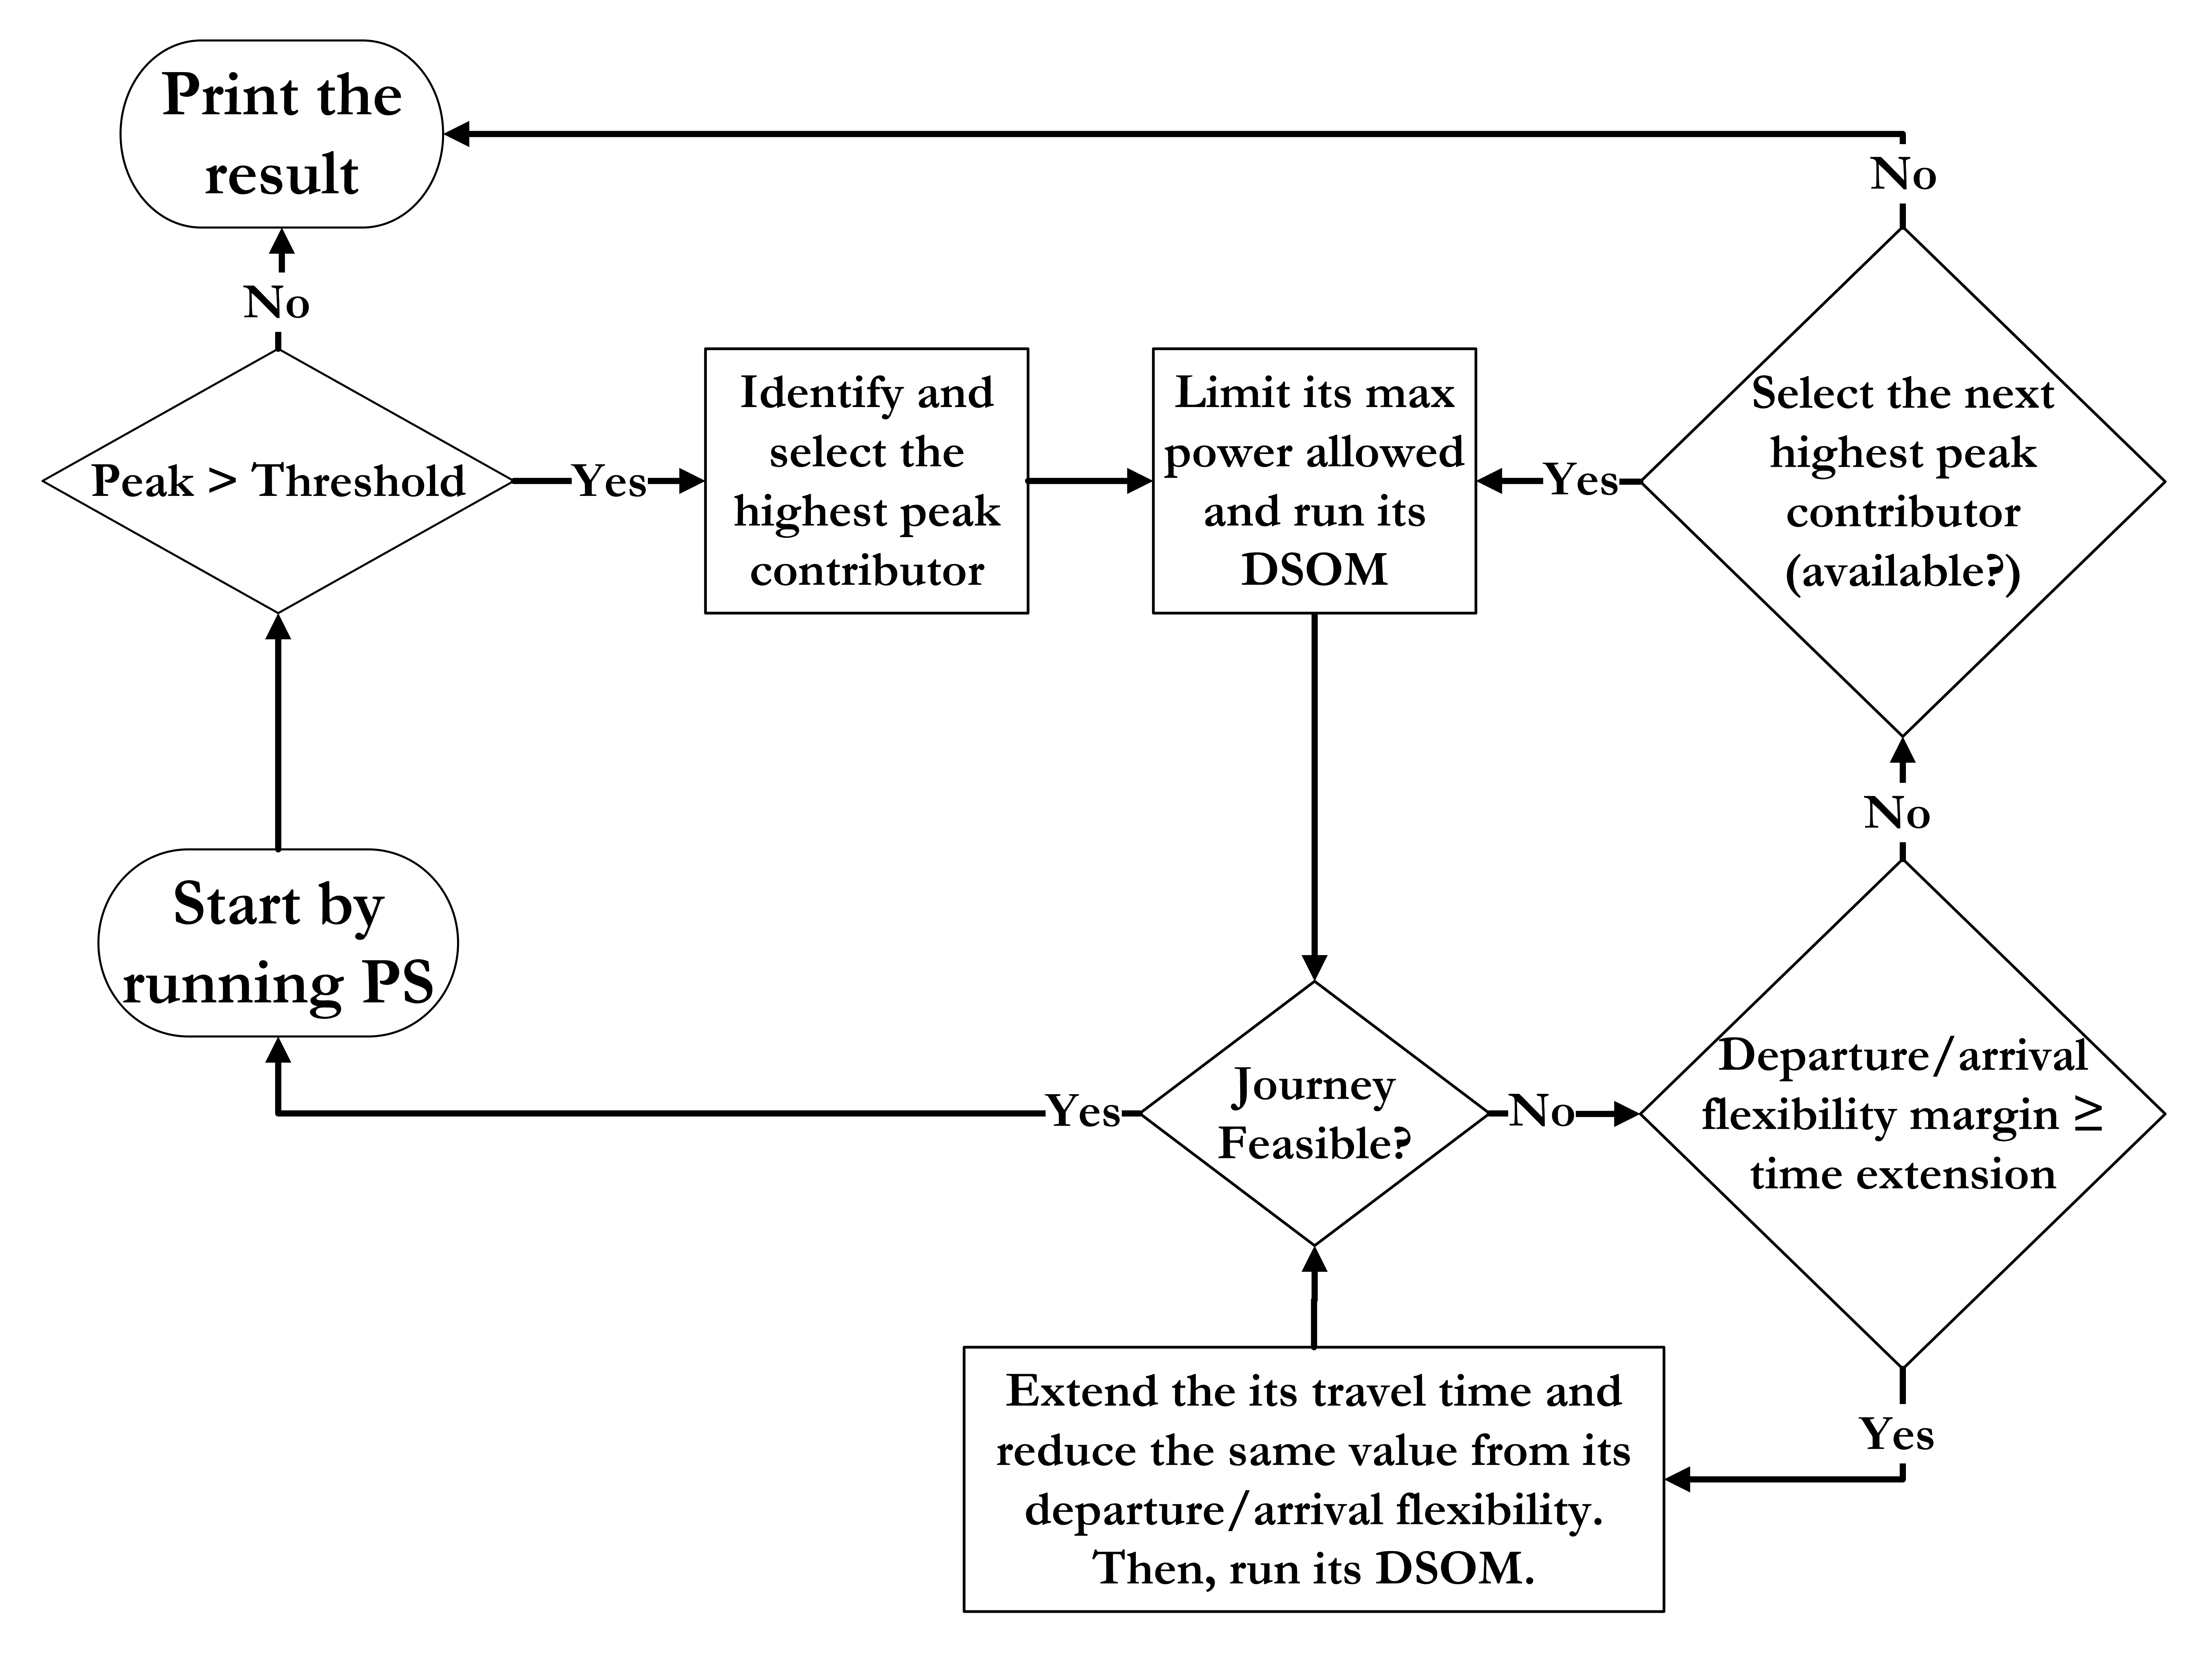 Print the
result
No
No
Peak > Threshold
Yes
Identify and
select the
highest peak
contributor
Limit its max
power allowed
and run its
DSOM
Yes
Select the next
highest peak
contributor
(available?)
No
Start by
running PS
Yes
Journey
Feasible?
No
Departure/arrival
flexibility margin ≥
time extension
Yes
Extend the its travel time and
reduce the same value from its
departure/arrival flexibility.
Then, run its DSOM.